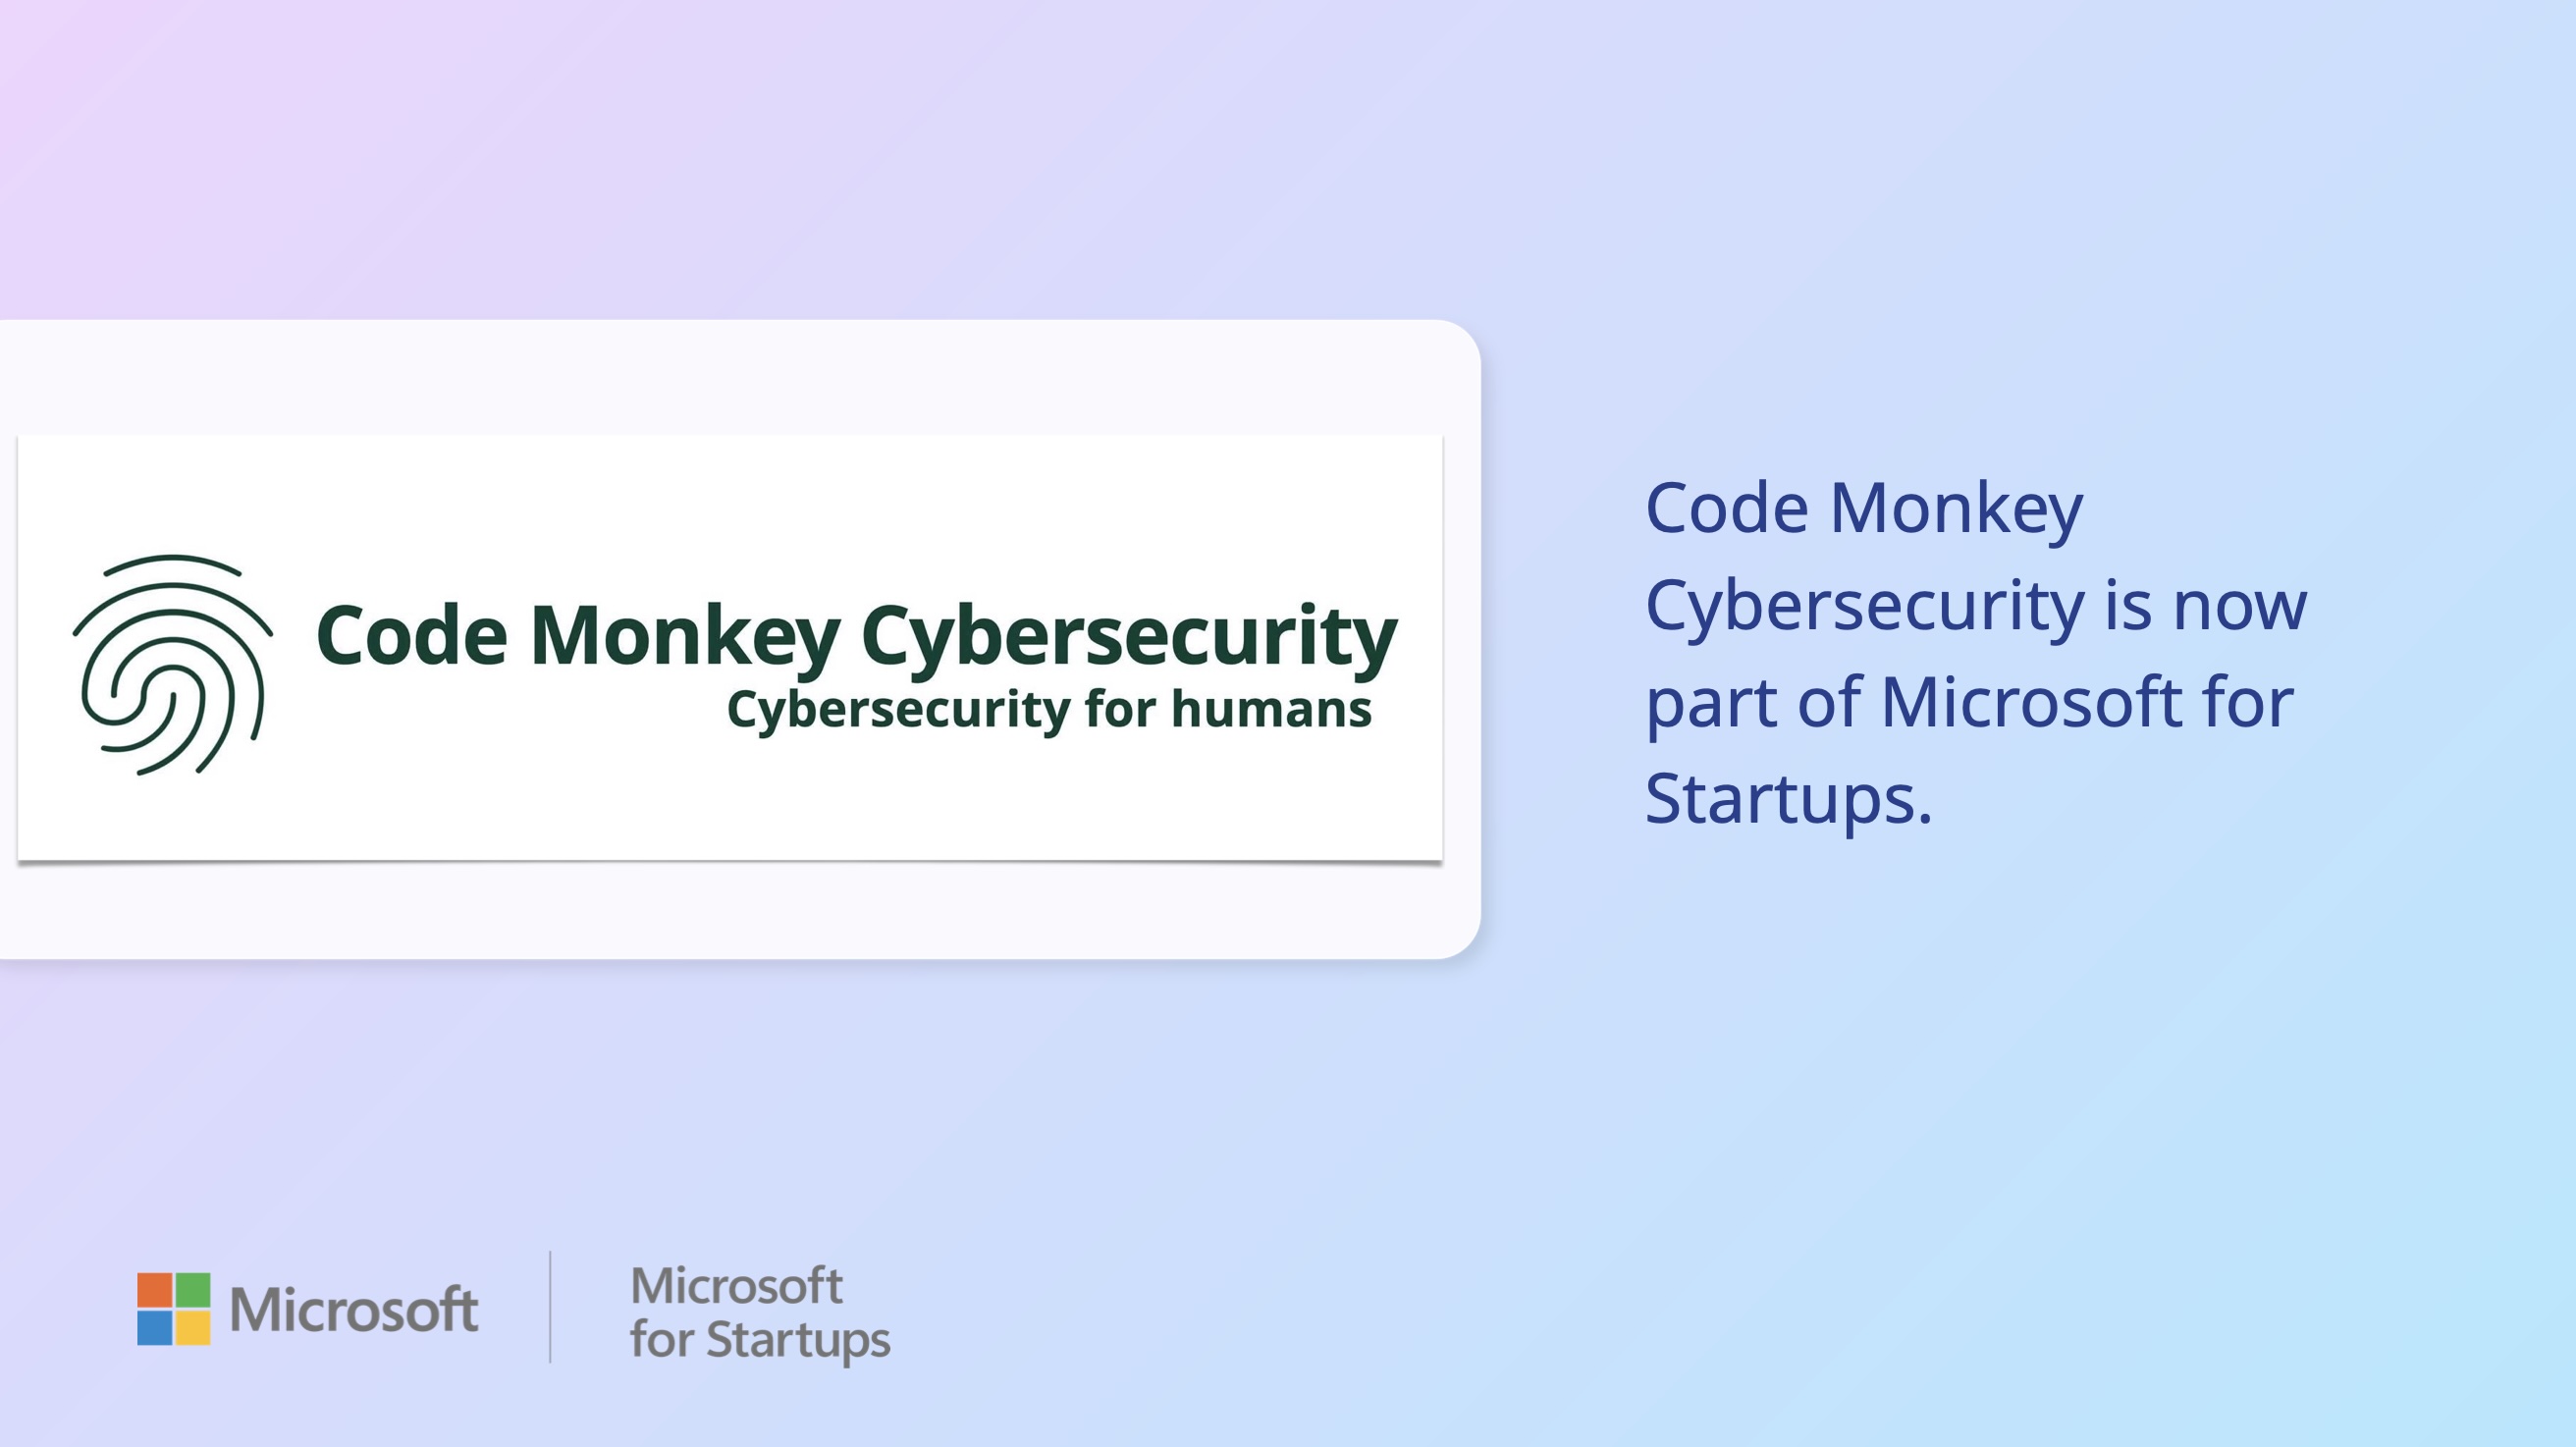 Code Monkey Cybersecurity
Cybersecurity for humans
Code Monkey
Cybersecurity is now
part of Microsoft for
Startups.
Microsoft
Microsoft
for Startups